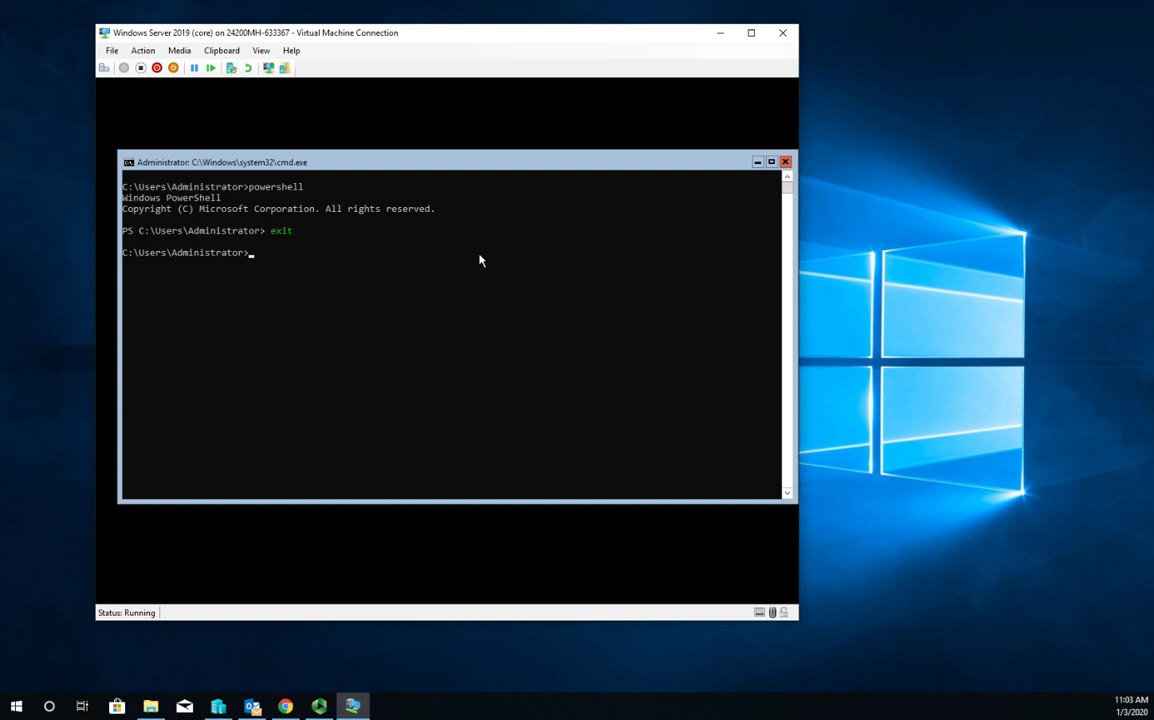 Windows Server 2019 (core) on 24200MH-633367 - Virtual Machine Connection
File Action Media Clipboard View Help
Administrator: C:\Windows\system32\cmd.exe
C:\Users\Administrator>powershell
Windows PowerShell
Copyright (C) Microsoft Corporation. All rights reserved.
PS C:\Users\Administrator> exit
C:\Users\Administrator>
Status: Running
11:03 AM
1/3/2020